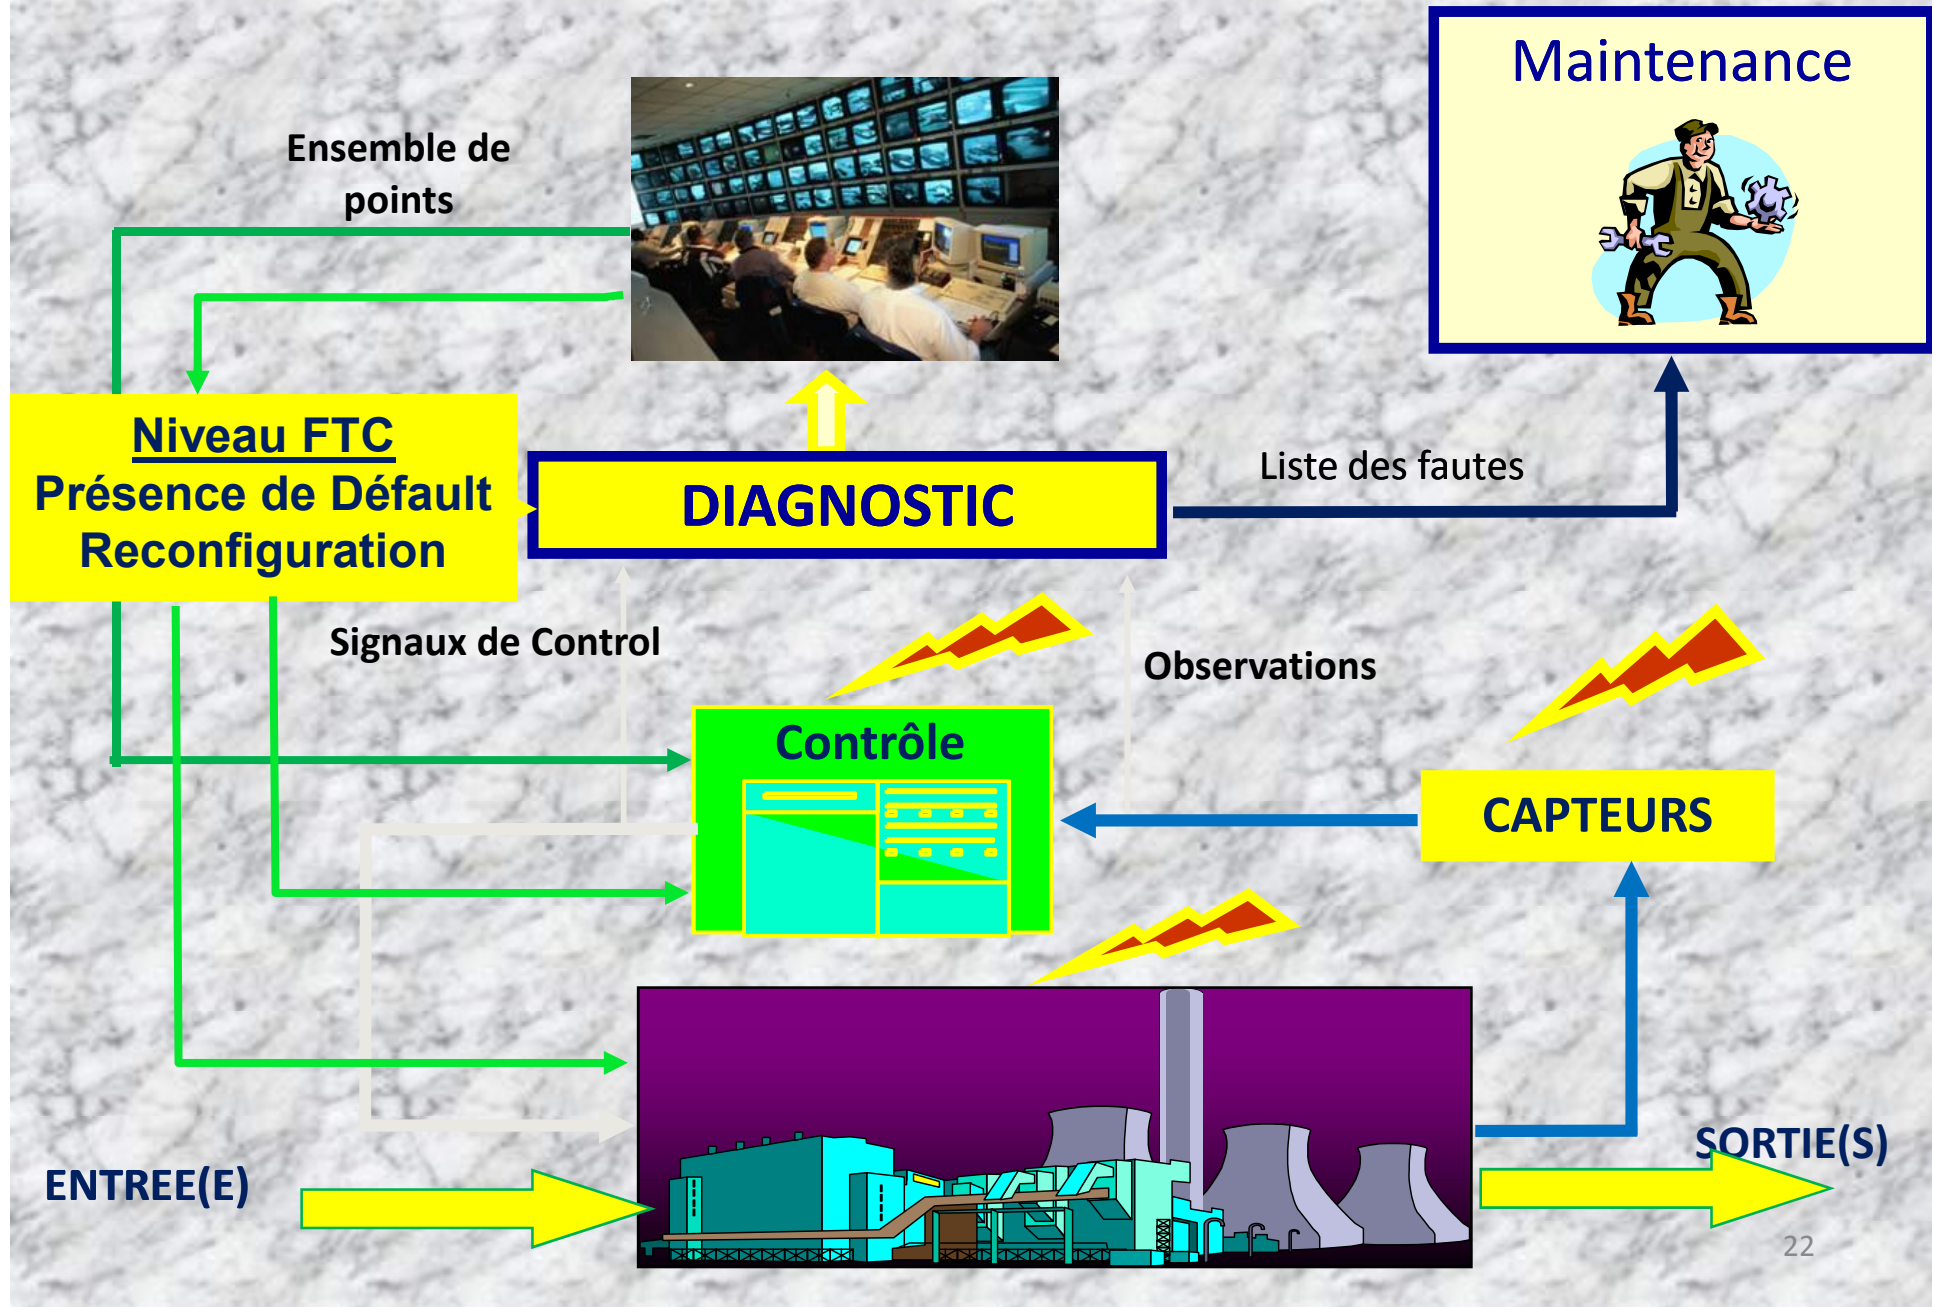 Maintenance
Ensemble de
points
Niveau FTC
Présence de Défault
Reconfiguration
DIAGNOSTIC
Liste des fautes
Signaux de Control
Observations
Contrôle
CAPTEURS
SORTIE(S)
ENTREE(E)
22